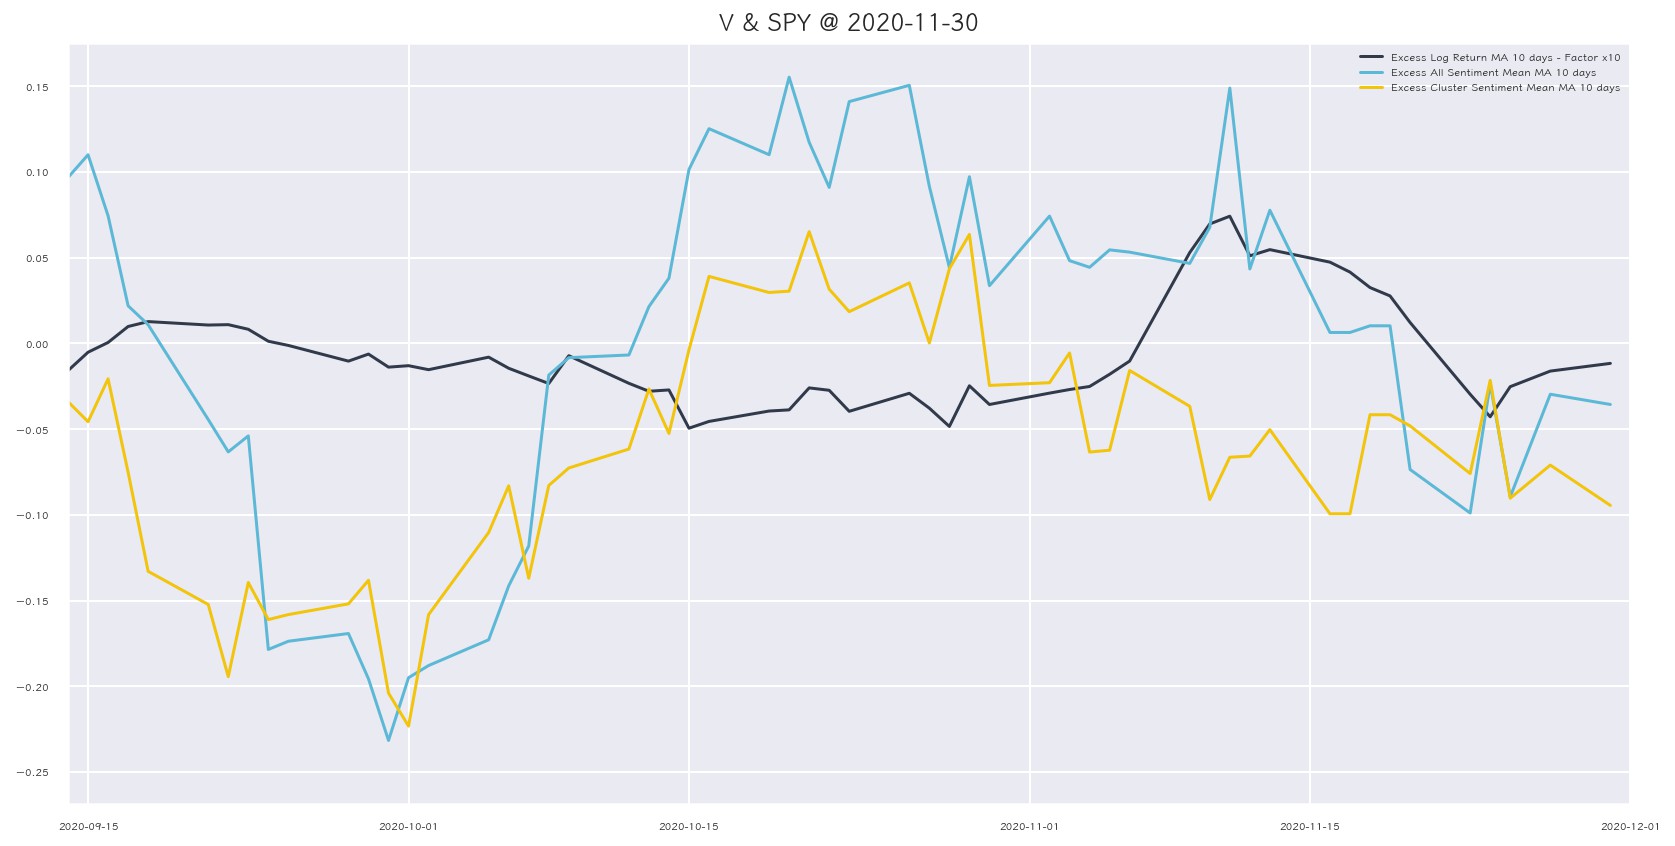 V & SPY @ 2020-11-30
Excess Log Return MA 10 days - Factor x10
Excess All Sentiment Mean MA 10 days
Excess Cluster Sentiment Mean MA 10 days
0.15
0.10
0.05
0.00
−0.05
−0.10
−0.15
−0.20
−0.25
2020-09-15 2020-10-01 2020-10-15 2020-11-01 2020-11-15 2020-12-01